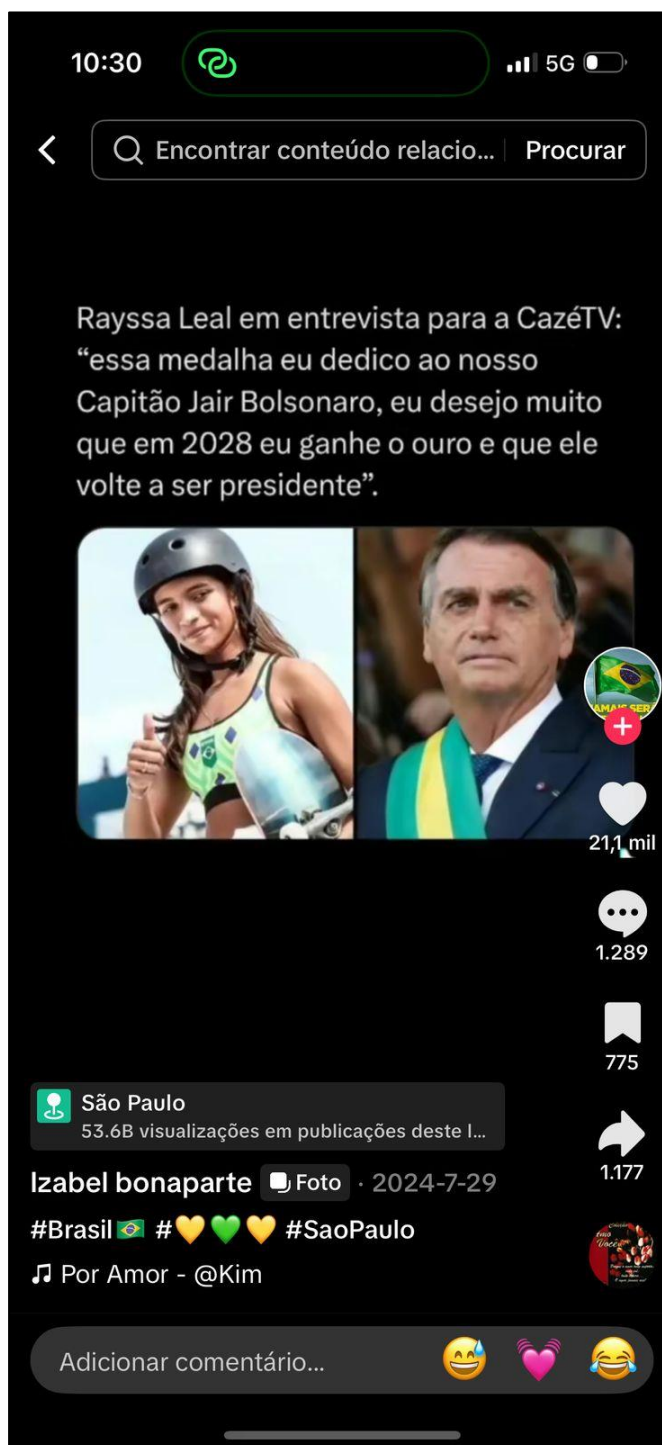 10:30
5G
Encontrar conteúdo relacio... Procurar
Rayssa Leal em entrevista para a CazéTV:
“essa medalha eu dedico ao nosso
Capitão Jair Bolsonaro, eu desejo muito
que em 2028 eu ganhe o ouro e que ele
volte a ser presidente”.
AMAIS SERÁ
21,1 mil
1.289
775
1.177
São Paulo
53.6B visualizações em publicações deste l...
Izabel bonaparte Foto · 2024-7-29
#Brasil🇧🇷 #💛💚💛 #SaoPaulo
Por Amor - @Kim
Adicionar comentário...